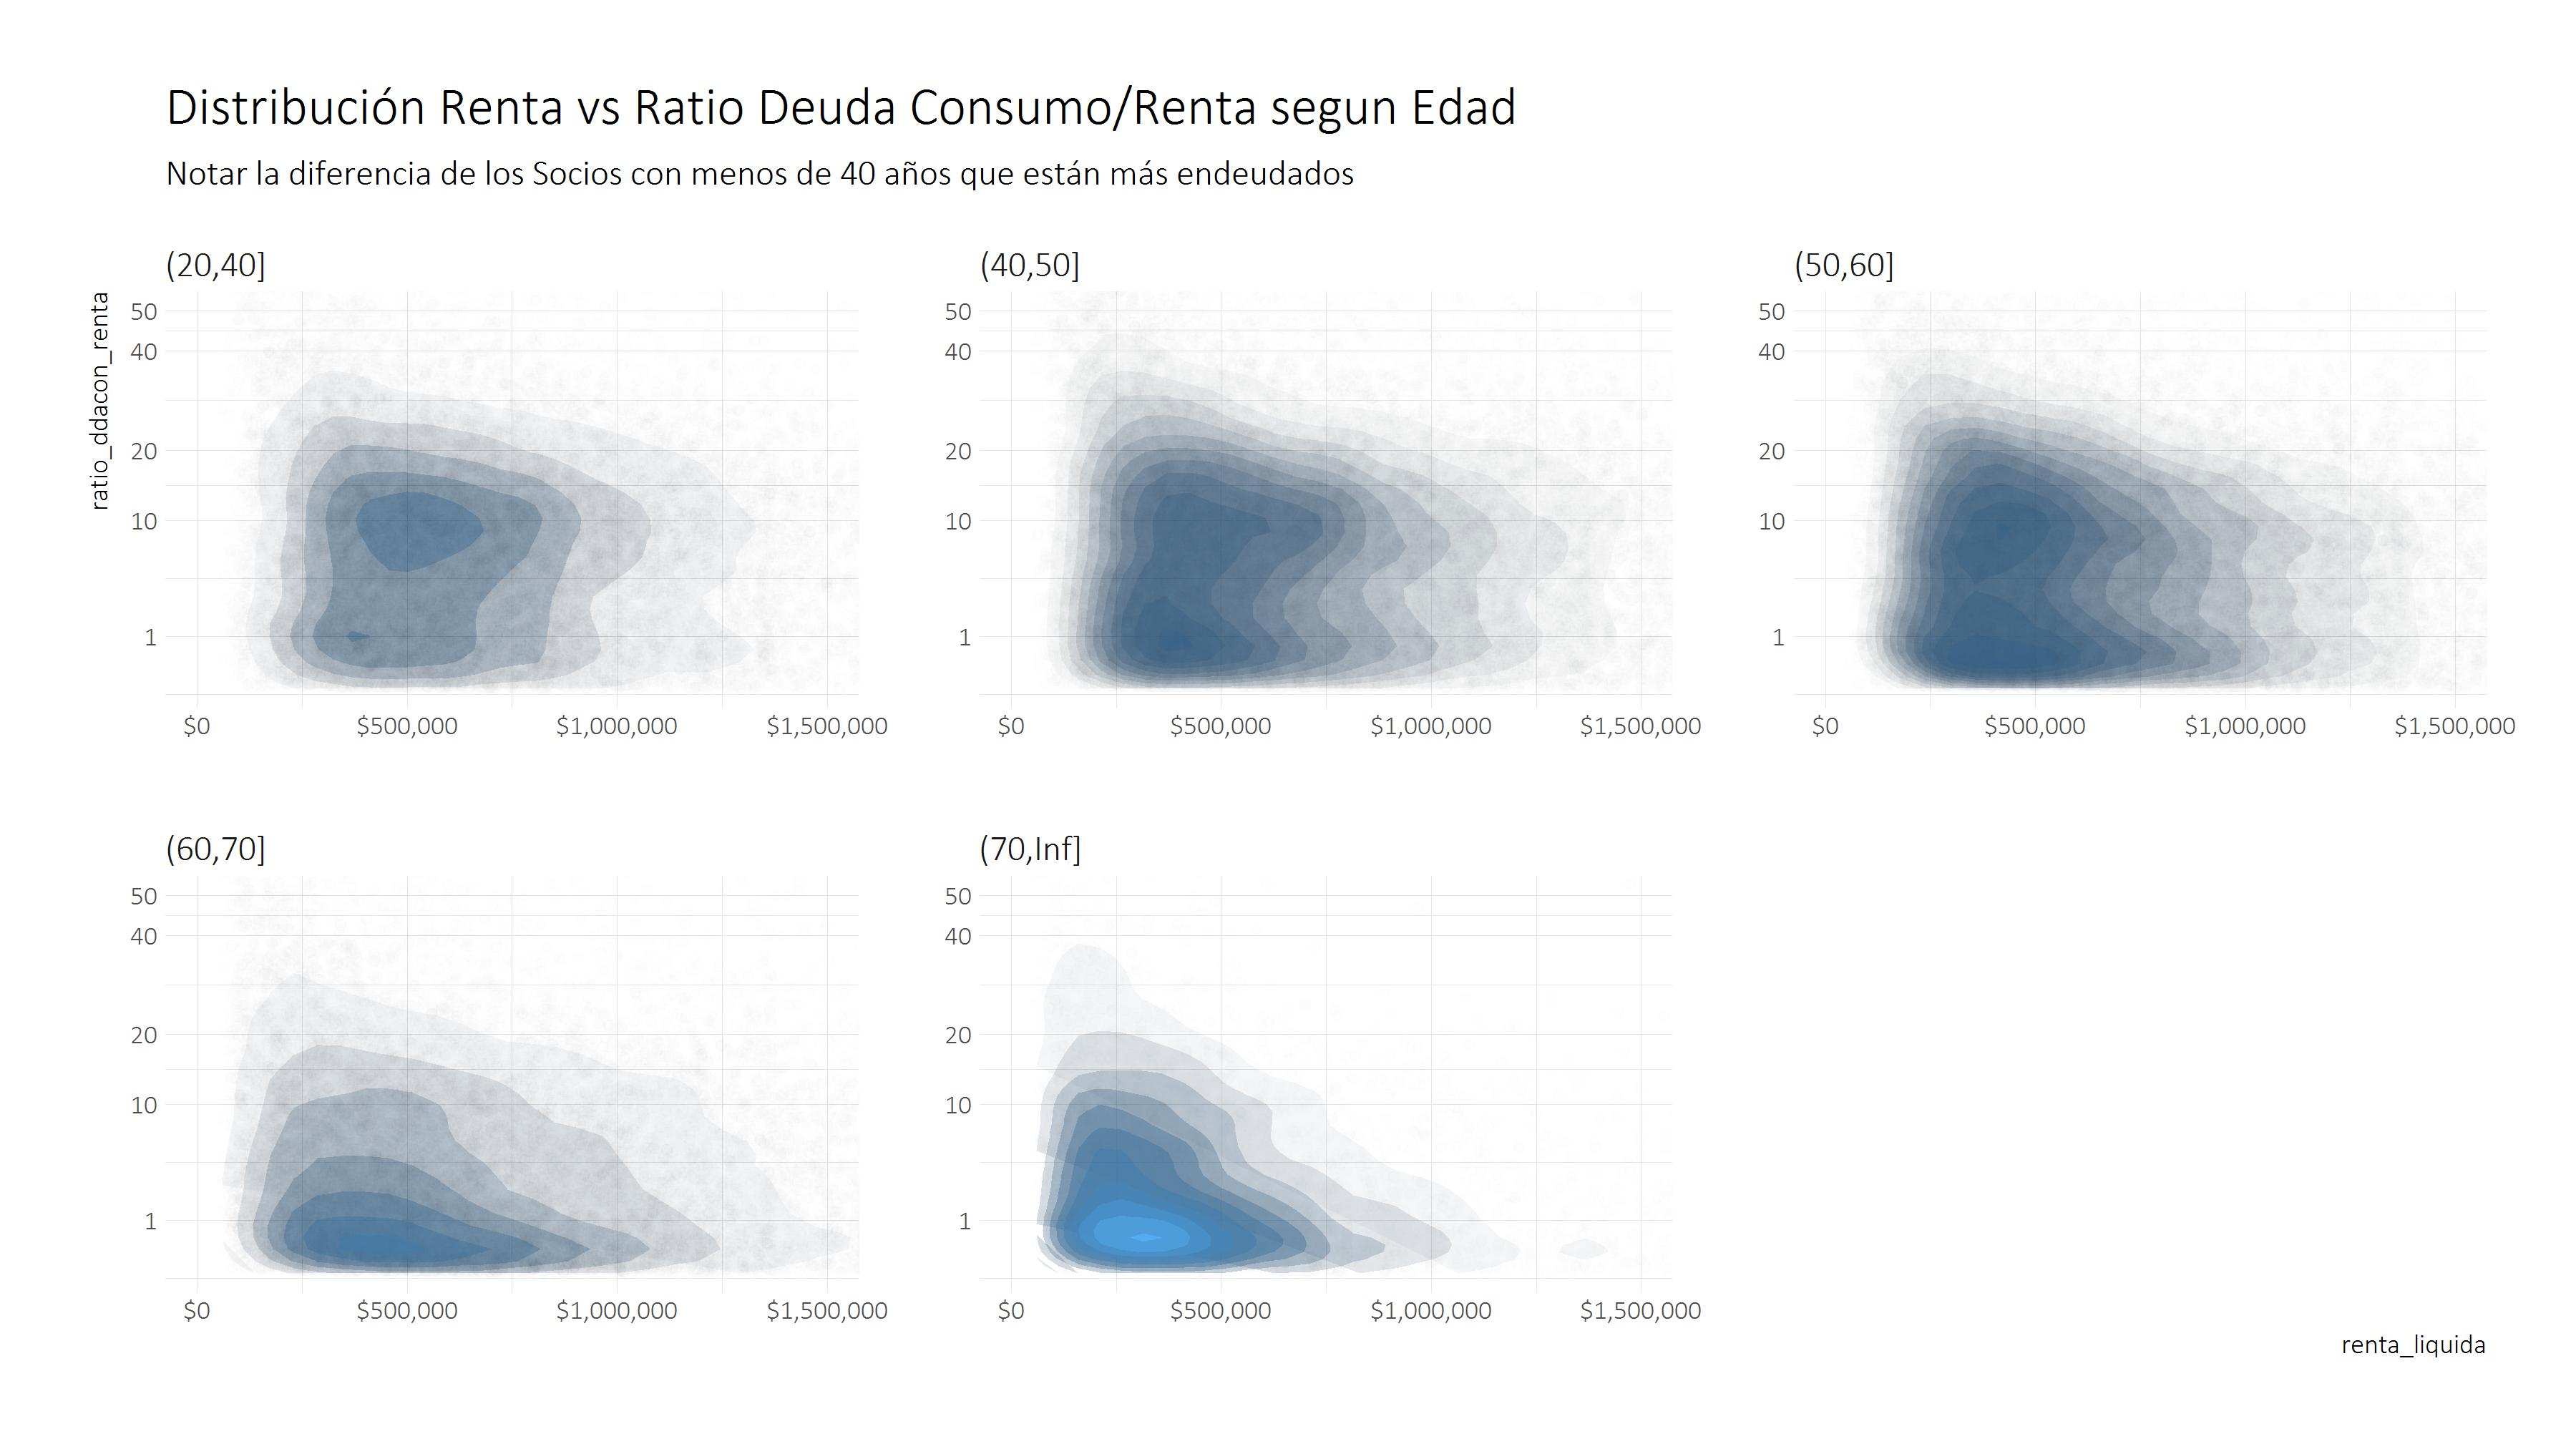 Distribución Renta vs Ratio Deuda Consumo/Renta segun Edad
Notar la diferencia de los Socios con menos de 40 años que están más endeudados
(20,40]
(40,50]
(50,60]
ratio_ddacon_renta
50
40
20
10
1
50
40
20
10
1
50
40
20
10
1
$0 $500,000 $1,000,000 $1,500,000
$0 $500,000 $1,000,000 $1,500,000
$0 $500,000 $1,000,000 $1,500,000
(60,70]
(70,Inf]
50
40
20
10
1
50
40
20
10
1
$0 $500,000 $1,000,000 $1,500,000
$0 $500,000 $1,000,000 $1,500,000
renta_liquida